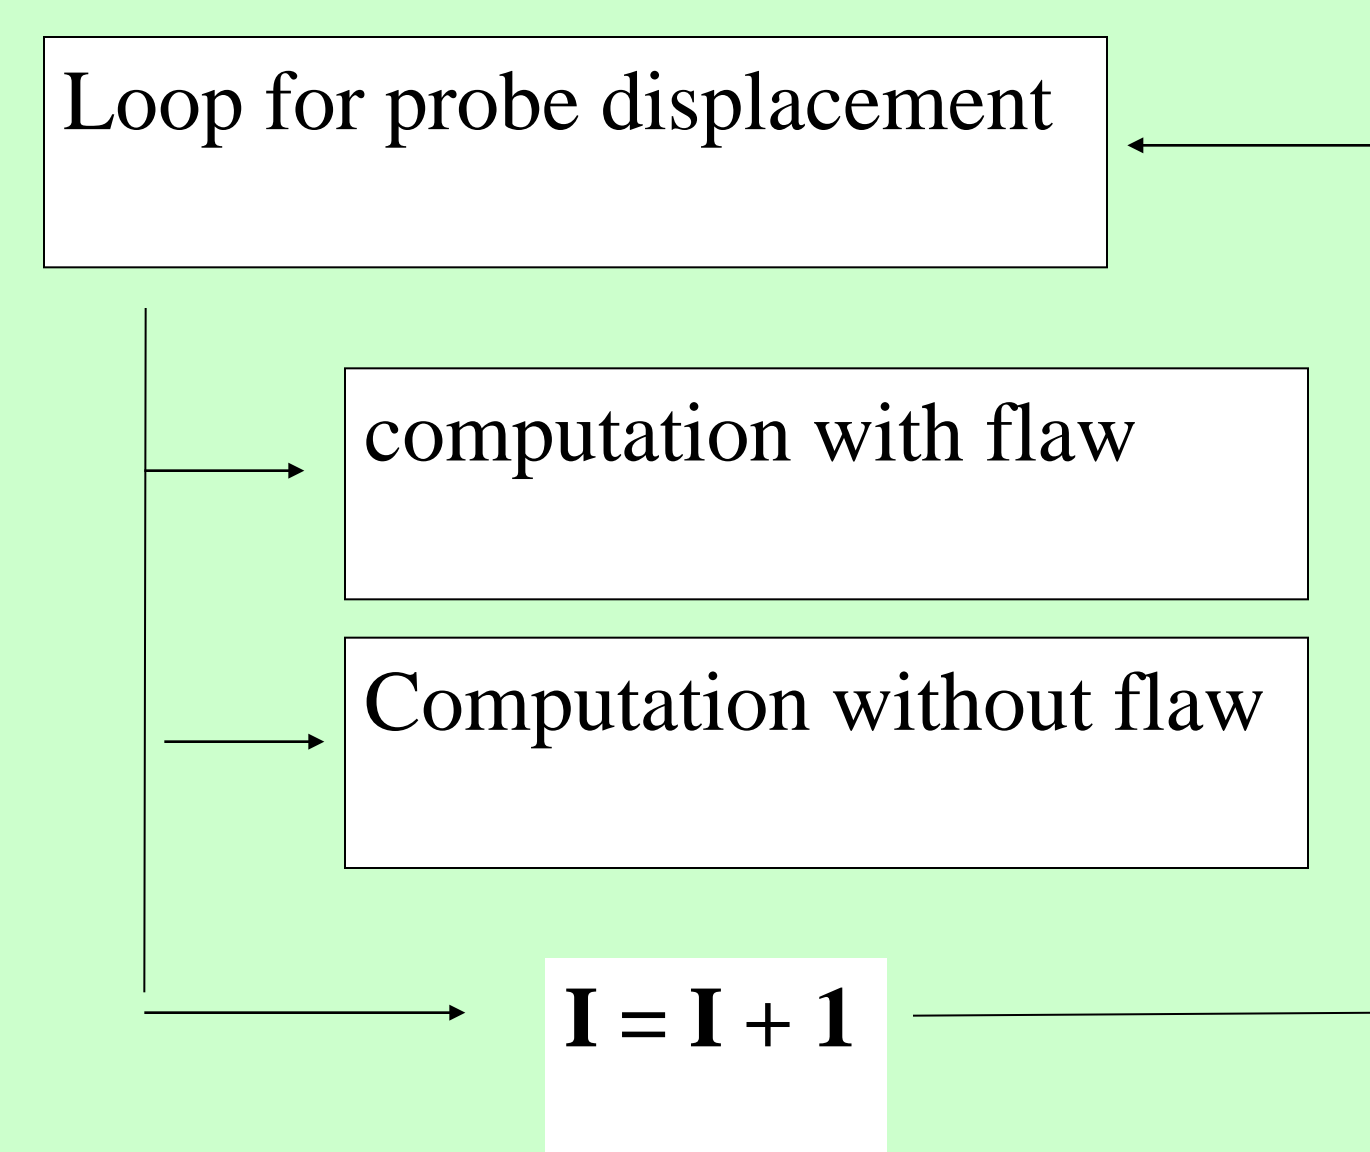 Loop for probe displacement
computation with flaw
Computation without flaw
I = I + 1